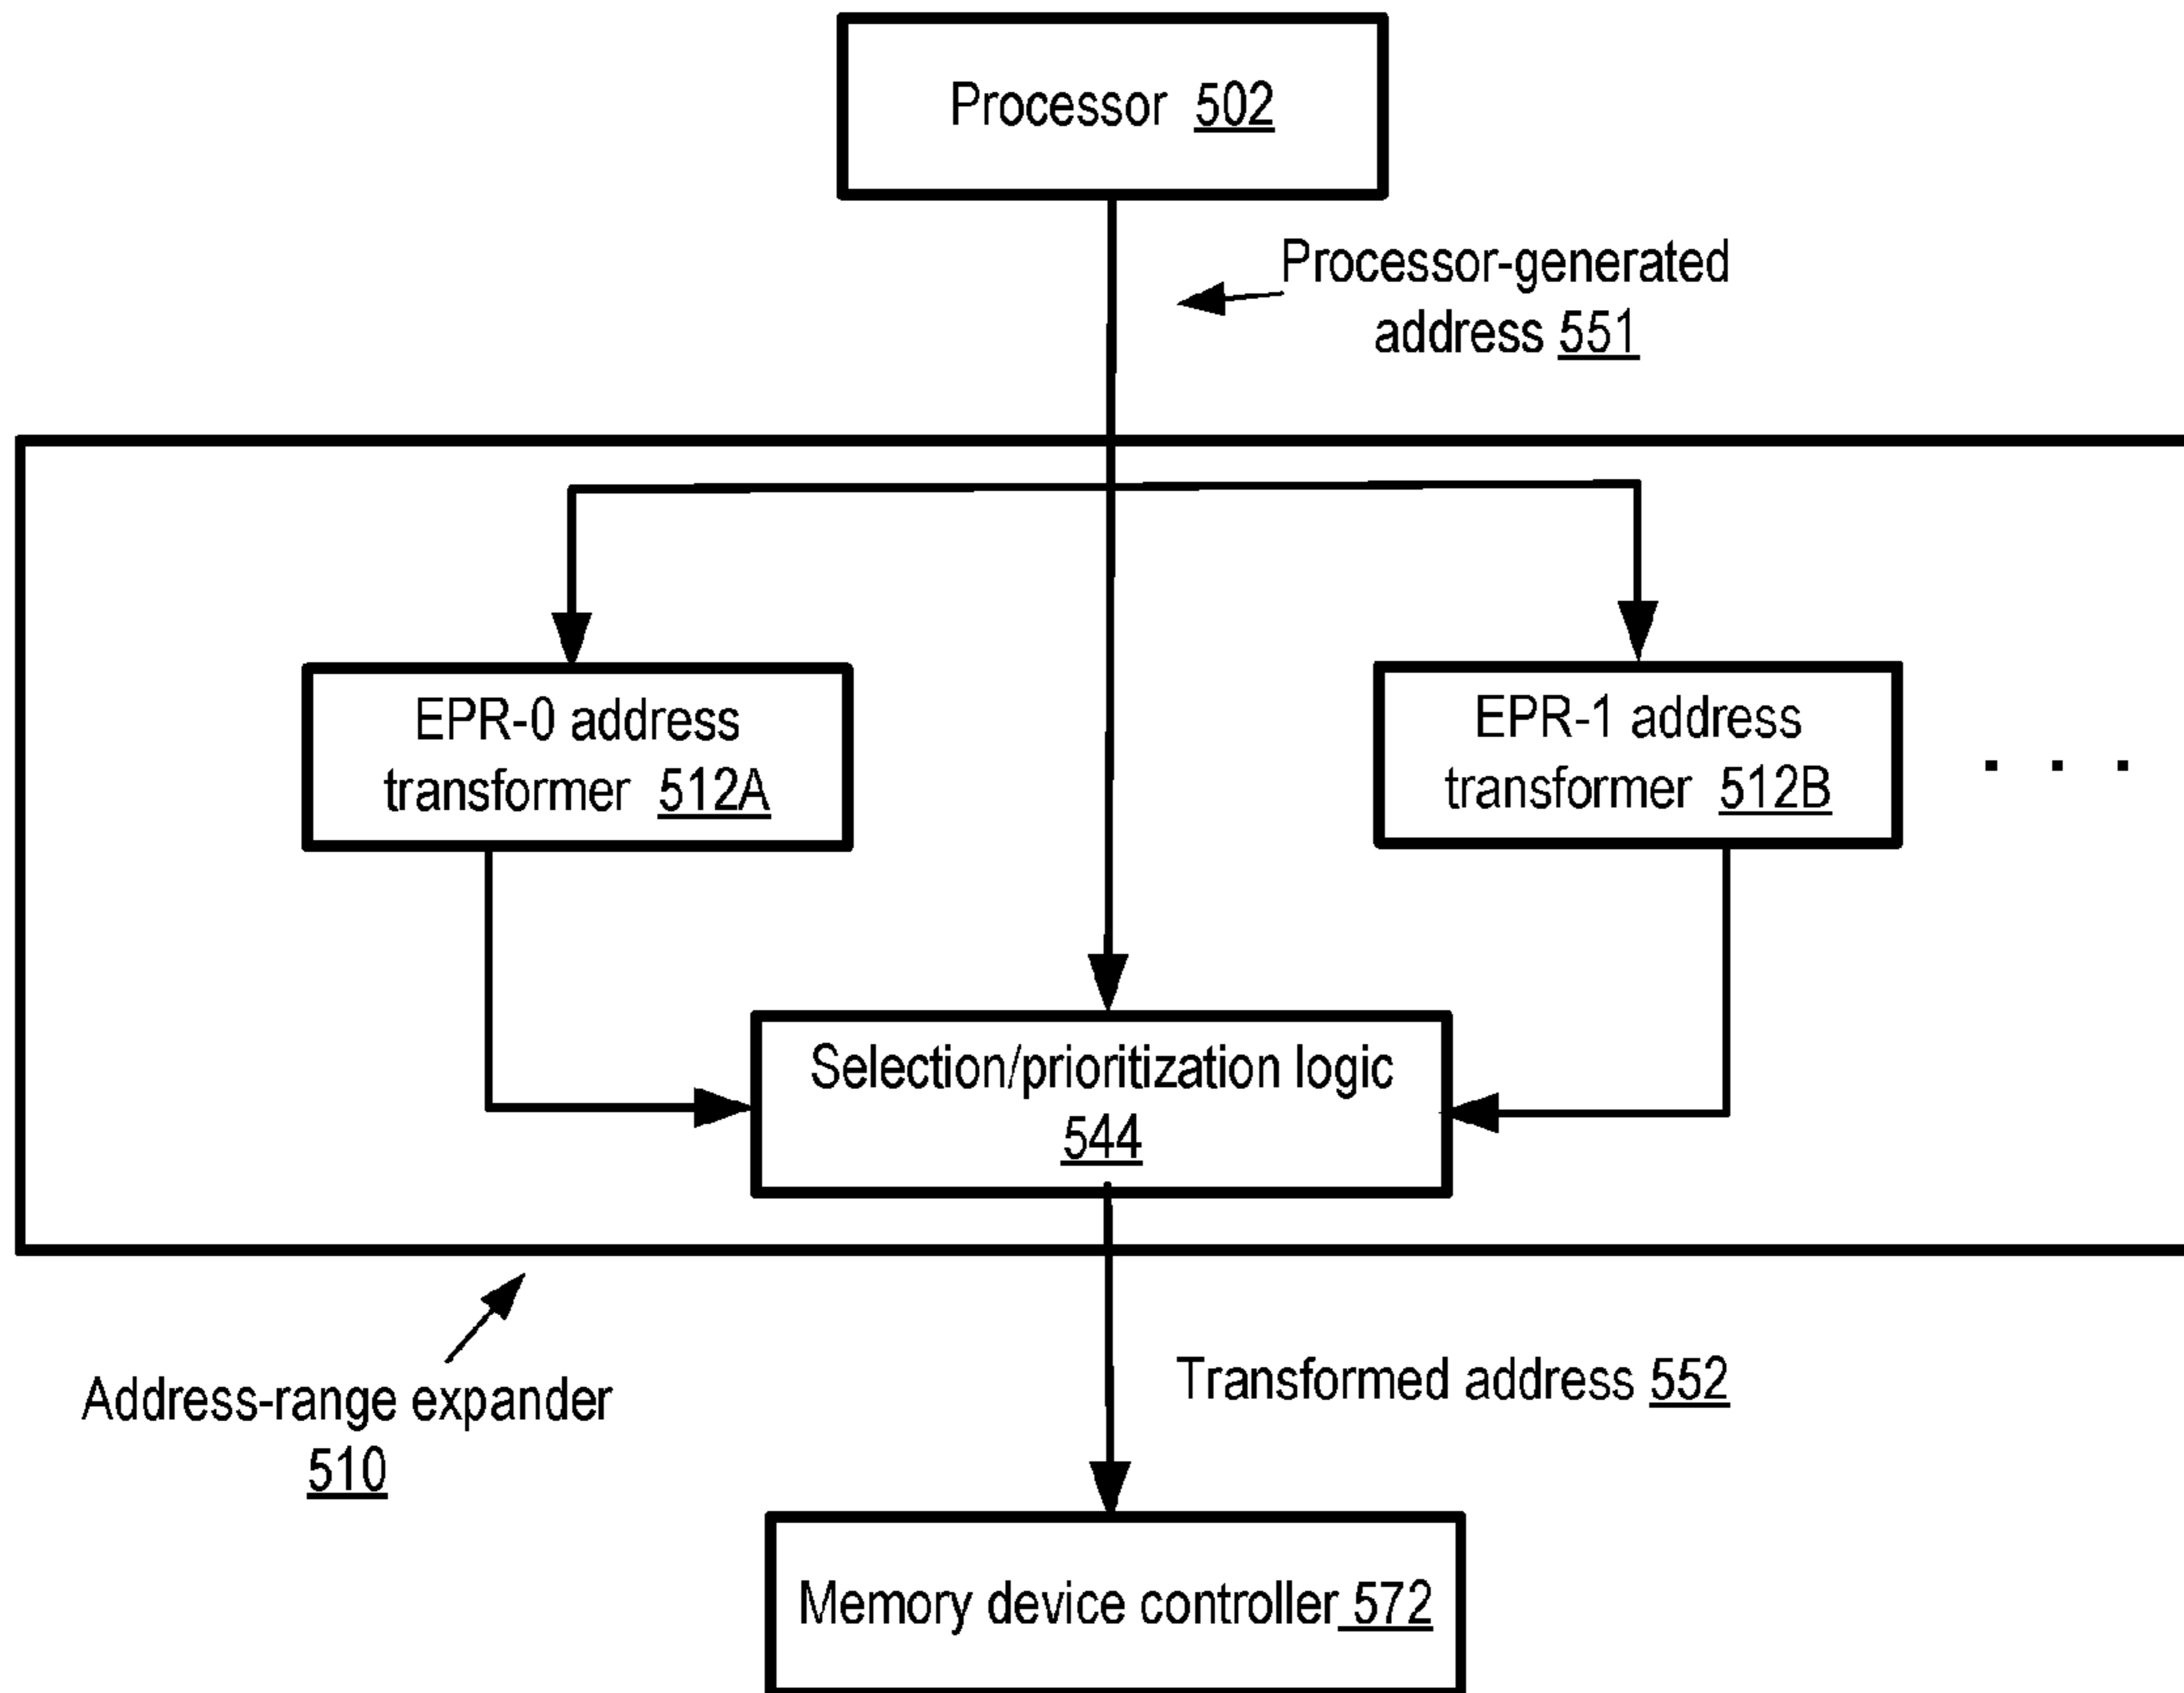 Processor 502
Processor-generated
address 551
EPR-0 address
transformer 512A
EPR-1 address
transformer 512B
. . .
Selection/prioritization logic
544
Address-range expander
510
Transformed address 552
Memory device controller 572